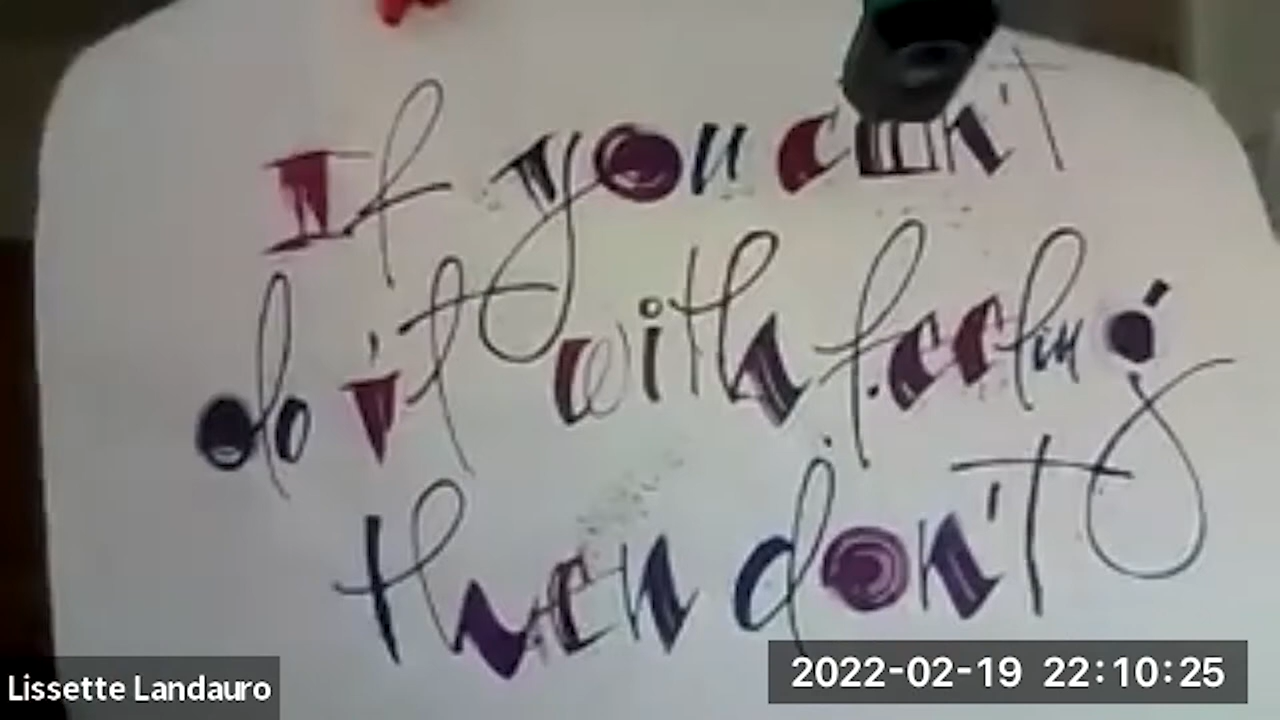 If you can't
do it with feeling
then don't
Lissette Landauro
2022-02-19 22:10:25